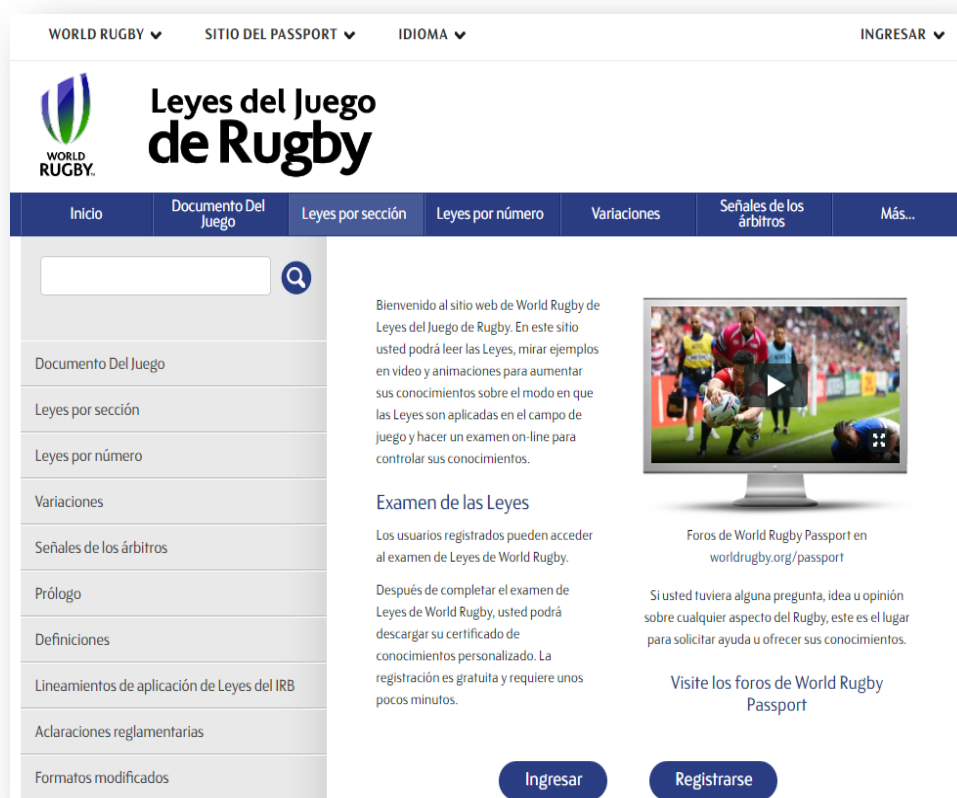 WORLD RUGBY
SITIO DEL PASSPORT
IDIOMA
INGRESAR
WORLD
RUGBY™
Leyes del Juego
de Rugby
Inicio
Documento Del
Juego
Leyes por sección
Leyes por número
Variaciones
Señales de los
árbitros
Más...
Documento Del Juego
Leyes por sección
Leyes por número
Variaciones
Señales de los árbitros
Prólogo
Definiciones
Lineamientos de aplicación de Leyes del IRB
Aclaraciones reglamentarias
Formatos modificados
Bienvenido al sitio web de World Rugby de
Leyes del Juego de Rugby. En este sitio
usted podrá leer las Leyes, mirar ejemplos
en video y animaciones para aumentar
sus conocimientos sobre el modo en que
las Leyes son aplicadas en el campo de
juego y hacer un examen on-line para
controlar sus conocimientos.
Examen de las Leyes
Los usuarios registrados pueden acceder
al examen de Leyes de World Rugby.
Después de completar el examen de
Leyes de World Rugby, usted podrá
descargar su certificado de
conocimientos personalizado. La
registración es gratuita y requiere unos
pocos minutos.
Foros de World Rugby Passport en
worldrugby.org/passport
Si usted tuviera alguna pregunta, idea u opinión
sobre cualquier aspecto del Rugby, este es el lugar
para solicitar ayuda u ofrecer sus conocimientos.
Visite los foros de World Rugby
Passport
Ingresar
Registrarse